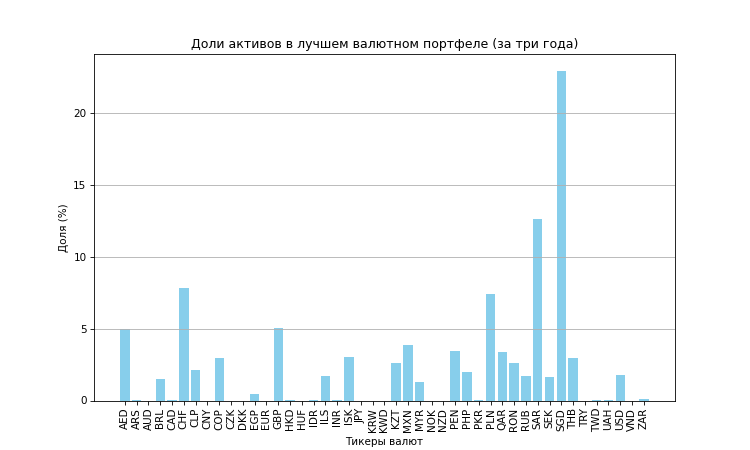 Доли активов в лучшем валютном портфеле (за три года)
Доля (%)
20
15
10
5
0
AED ARS AUD BRL CAD CHF CLP CNY COP CZK DKK EGP EUR GBP HKD HUF IDR ILS INR ISK JPY KRW KWD KZT MXN MYR NOK NZD PEN PHP PKR PLN QAR RON RUB SAR SEK SGD THB TRY TWD UAH USD VND ZAR
Тикеры валют